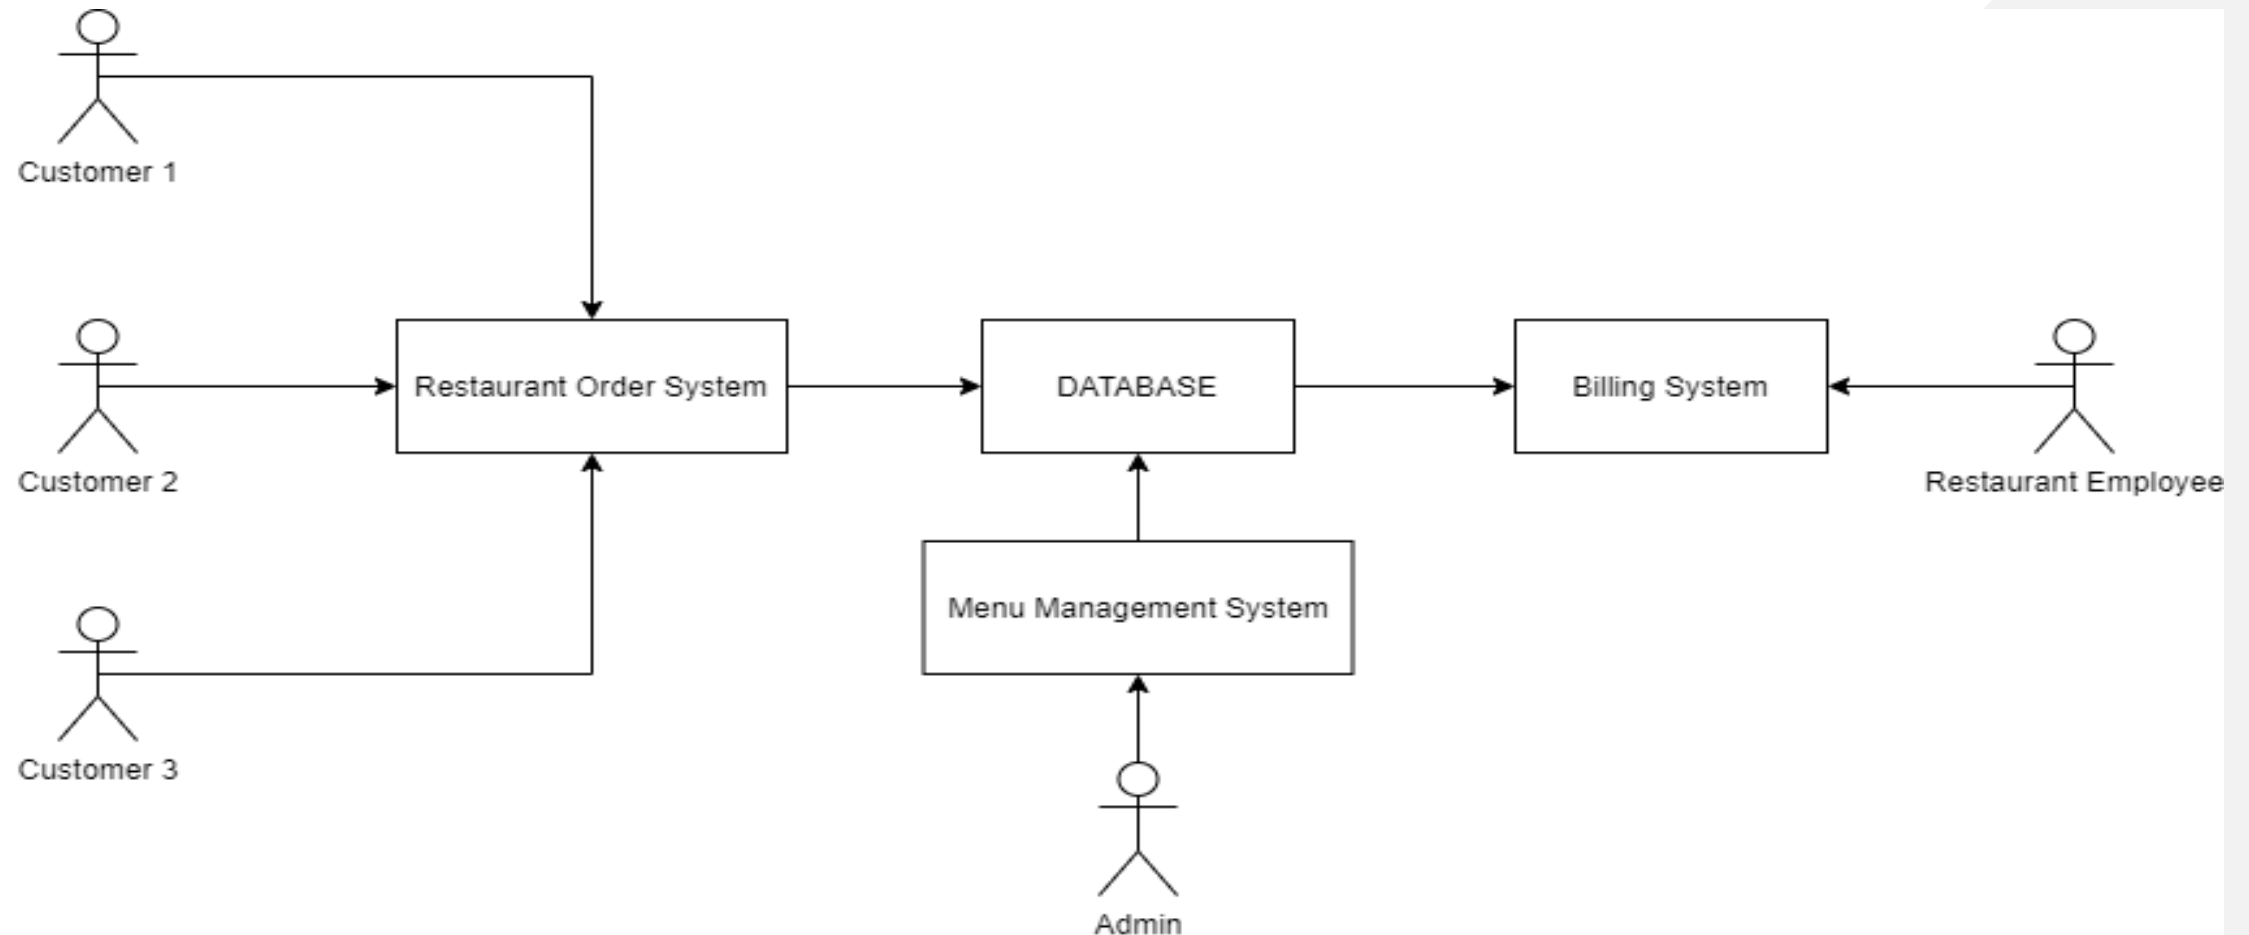 Customer 1
Customer 2
Restaurant Order System
DATABASE
Billing System
Restaurant Employee
Menu Management System
Customer 3
Admin